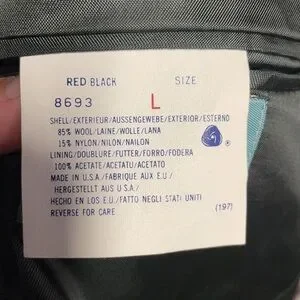 RED BLACK SIZE
8693 L
SHELL/EXTERIEUR/AUSSENGEWEBE/EXTERIOR/ESTERNO
85% WOOL/LAINE/WOLLE/LANA
15% NYLON/NILON/NAILON
LINING/DOUBLURE/FUTTER/FORRO/FODERA
100% ACETATE/ACETATO/ACETATO
MADE IN U.S.A./FABRIQUE AUX E.U./
HERGESTELLT AUS U.S.A./
HECHO EN LOS E.U./FATTO NEGLI STATI UNITI
REVERSE FOR CARE (197)